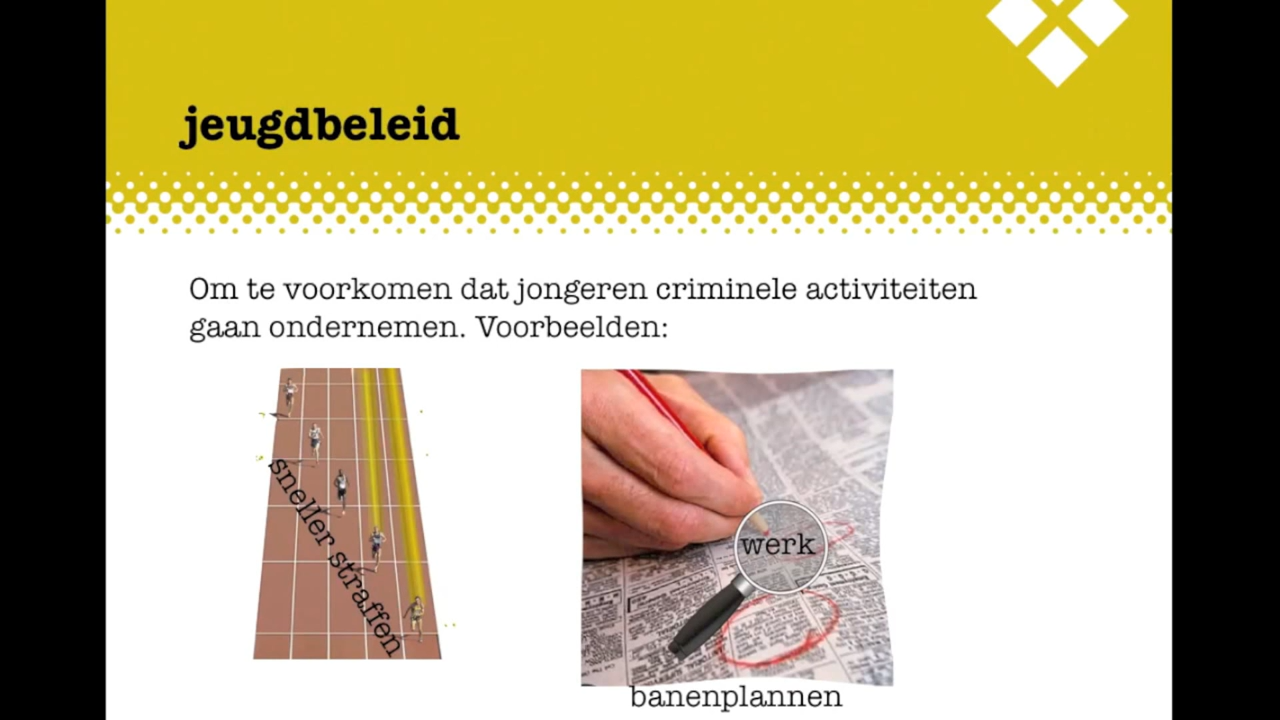 jeugdbeleid
Om te voorkomen dat jongeren criminele activiteiten
gaan ondernemen. Voorbeelden:
sneller straffen
werk
banenplannen